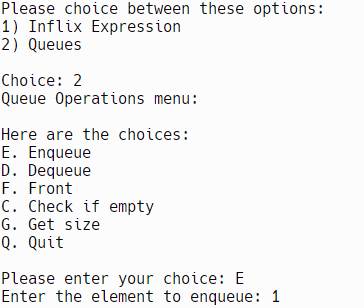 Please choice between these options:
1) Inflix Expression
2) Queues
Choice: 2
Queue Operations menu:
Here are the choices:
E. Enqueue
D. Dequeue
F. Front
C. Check if empty
G. Get size
Q. Quit
Please enter your choice: E
Enter the element to enqueue: 1